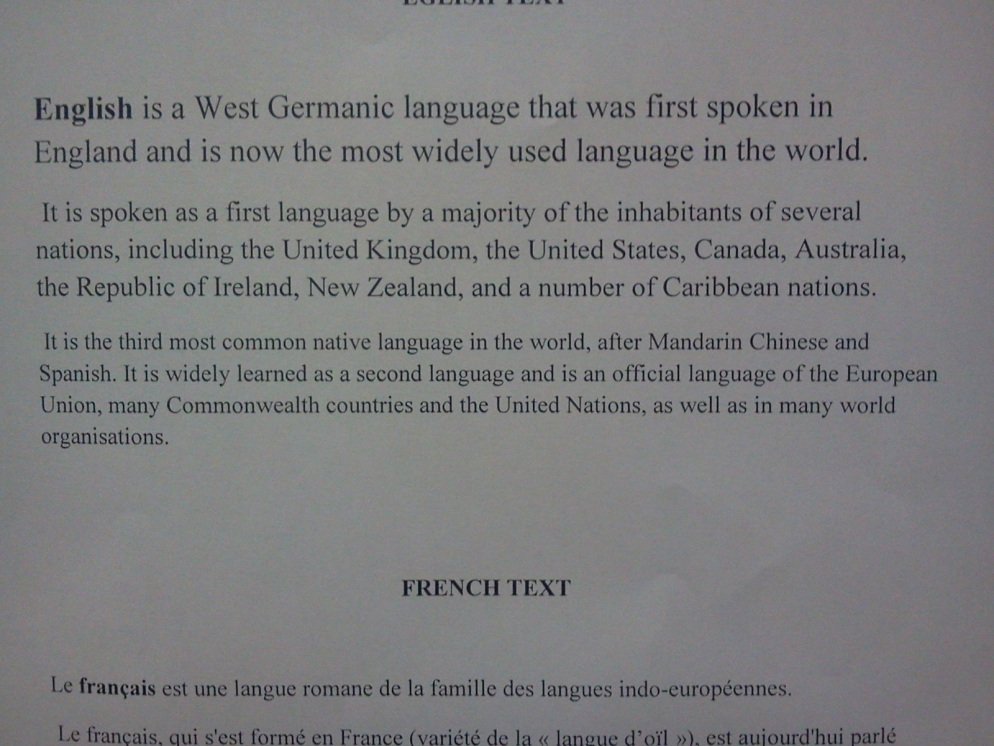 EGLISH TEXT
English is a West Germanic language that was first spoken in
England and is now the most widely used language in the world.
It is spoken as a first language by a majority of the inhabitants of several
nations, including the United Kingdom, the United States, Canada, Australia,
the Republic of Ireland, New Zealand, and a number of Caribbean nations.
It is the third most common native language in the world, after Mandarin Chinese and
Spanish. It is widely learned as a second language and is an official language of the European
Union, many Commonwealth countries and the United Nations, as well as in many world
organisations.
FRENCH TEXT
Le français est une langue romane de la famille des langues indo-européennes.
Le français, qui s'est formé en France (variété de la « langue d’oïl »), est aujourd'hui parlé